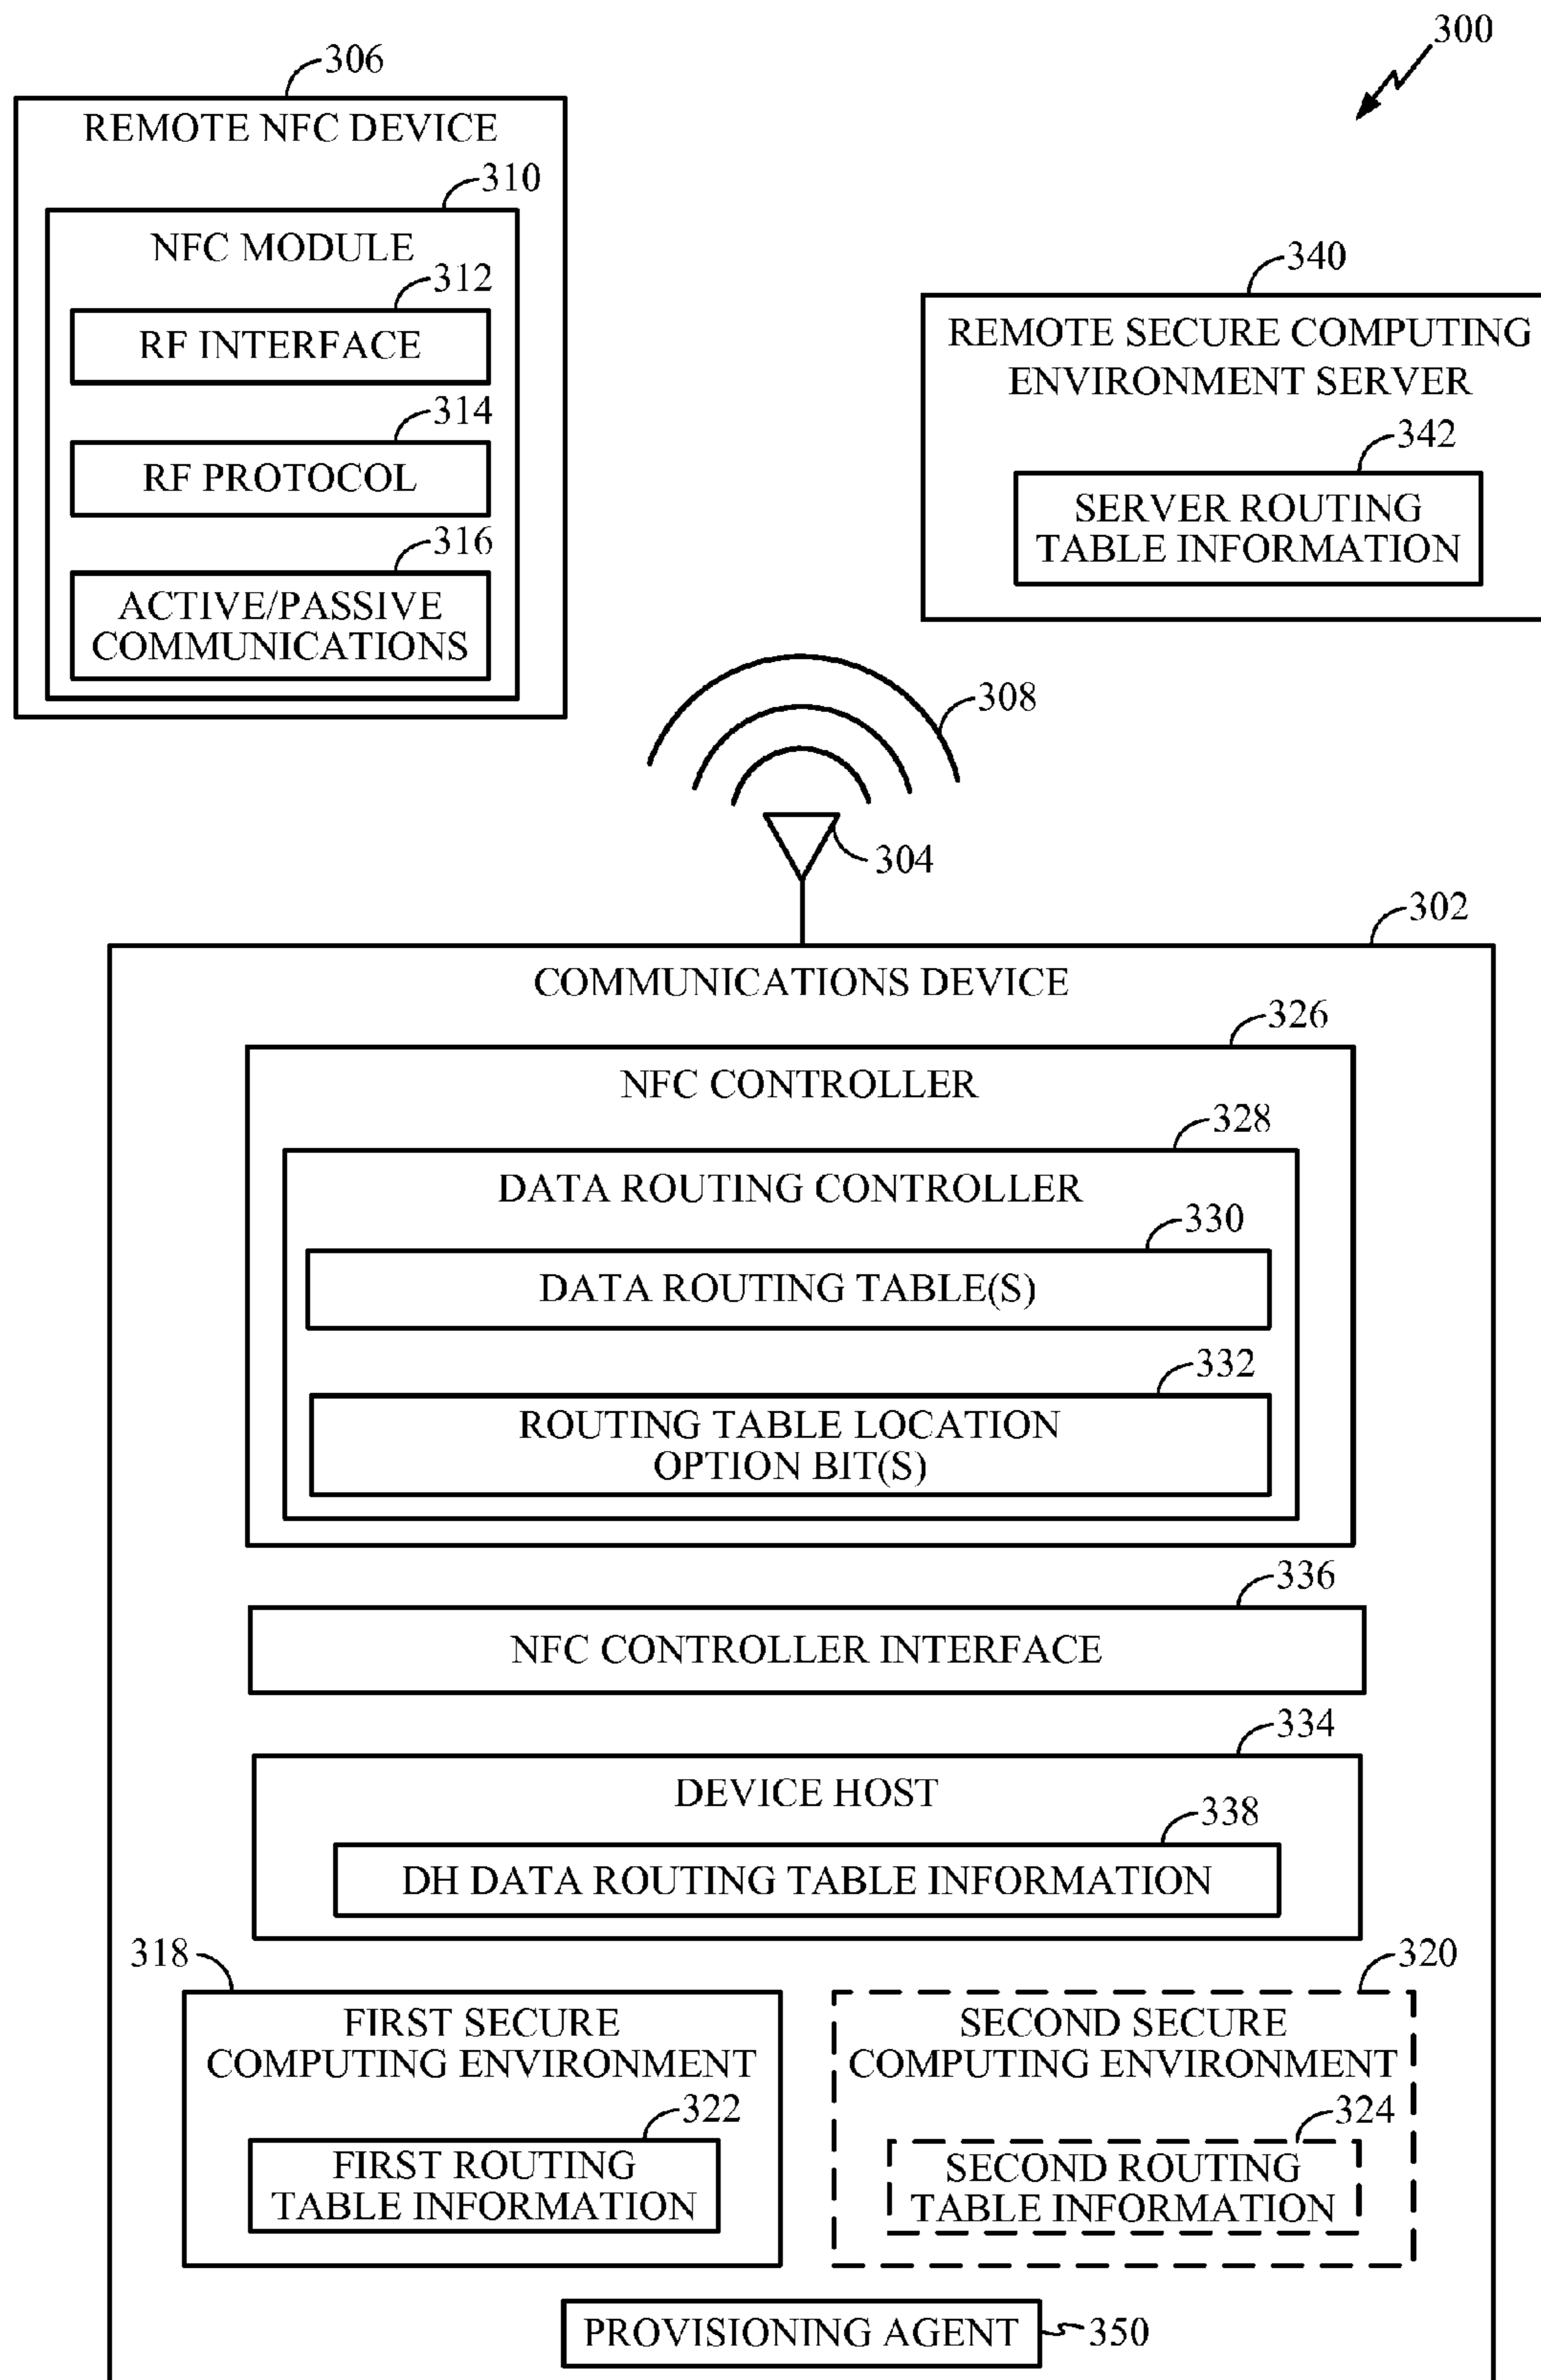 300
306
REMOTE NFC DEVICE
310
NFC MODULE
312
RF INTERFACE
314
RF PROTOCOL
316
ACTIVE/PASSIVE
COMMUNICATIONS
340
REMOTE SECURE COMPUTING
ENVIRONMENT SERVER
342
SERVER ROUTING
TABLE INFORMATION
308
304
302
COMMUNICATIONS DEVICE
326
NFC CONTROLLER
328
DATA ROUTING CONTROLLER
330
DATA ROUTING TABLE(S)
332
ROUTING TABLE LOCATION
OPTION BIT(S)
336
NFC CONTROLLER INTERFACE
334
DEVICE HOST
338
DH DATA ROUTING TABLE INFORMATION
318
FIRST SECURE
COMPUTING ENVIRONMENT
322
FIRST ROUTING
TABLE INFORMATION
320
SECOND SECURE
COMPUTING ENVIRONMENT
324
SECOND ROUTING
TABLE INFORMATION
PROVISIONING AGENT
350